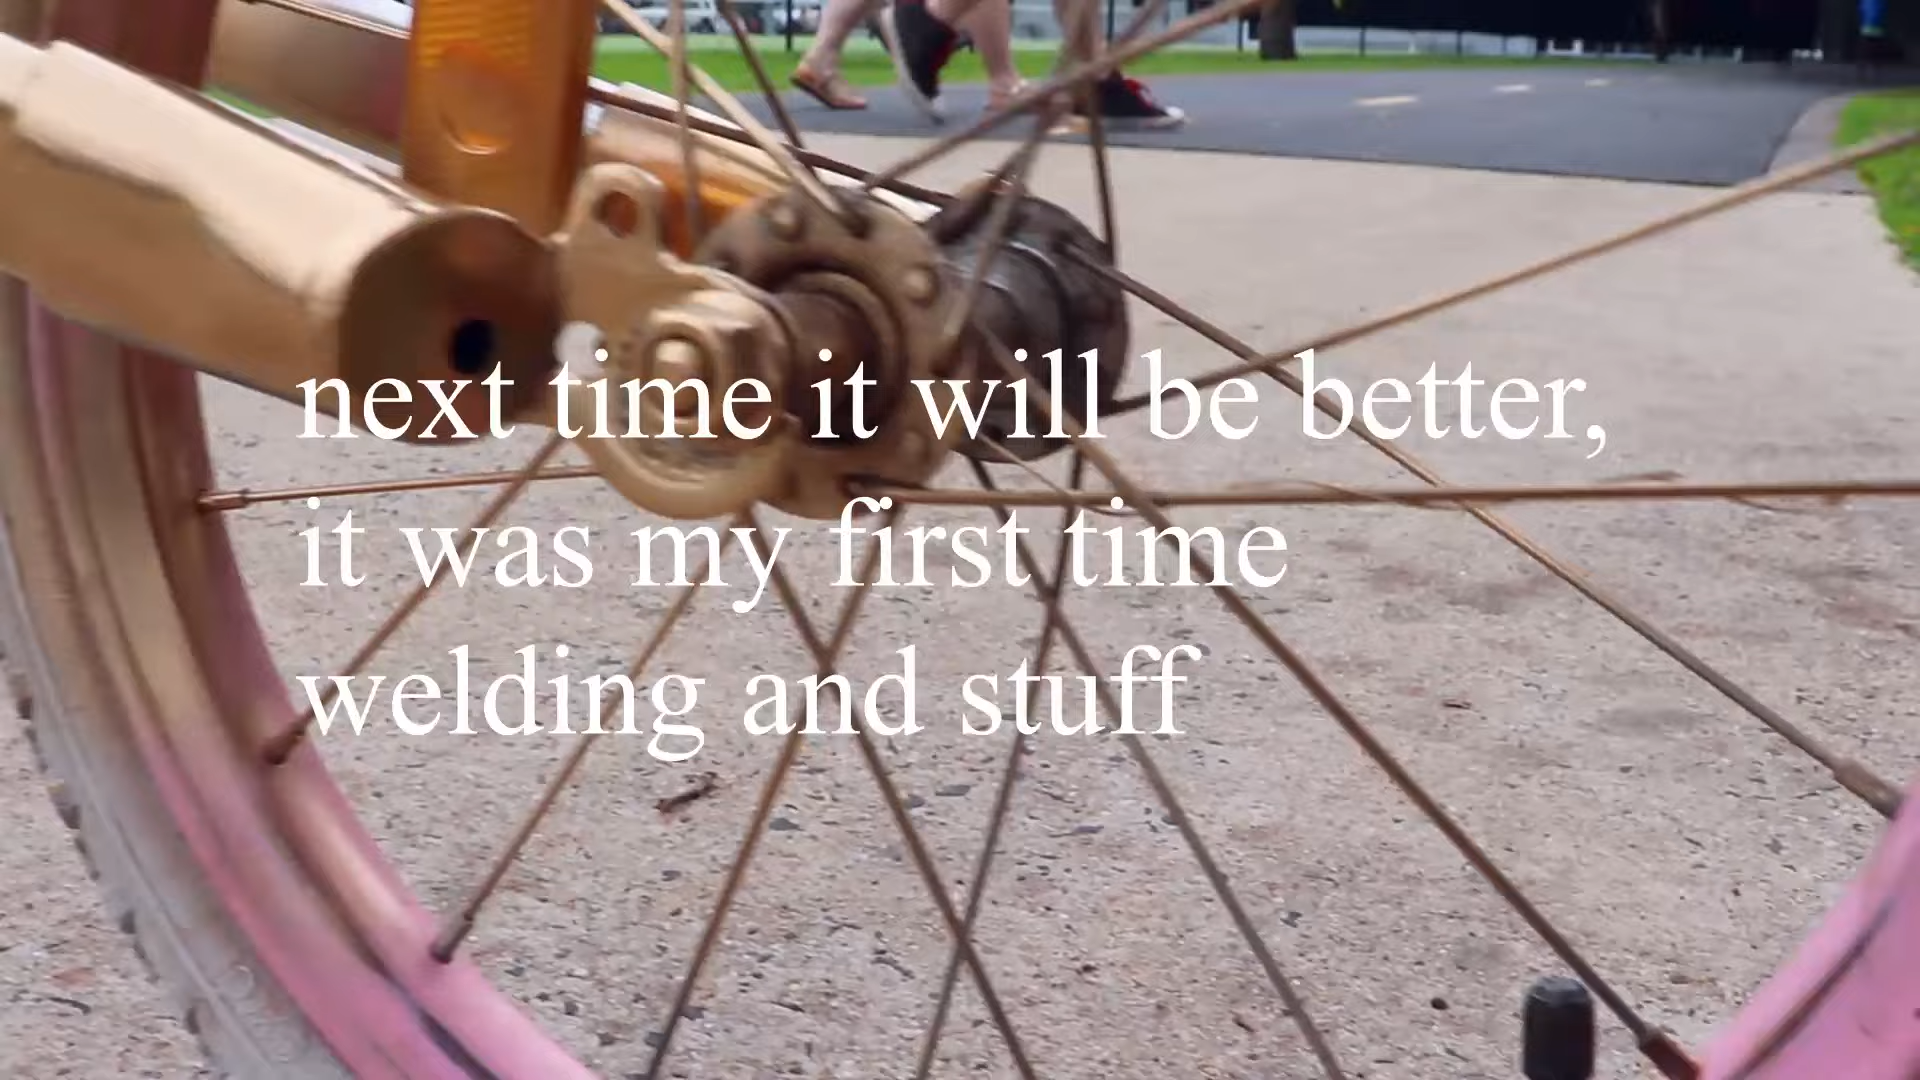 next time it will be better,
it was my first time
welding and stuff